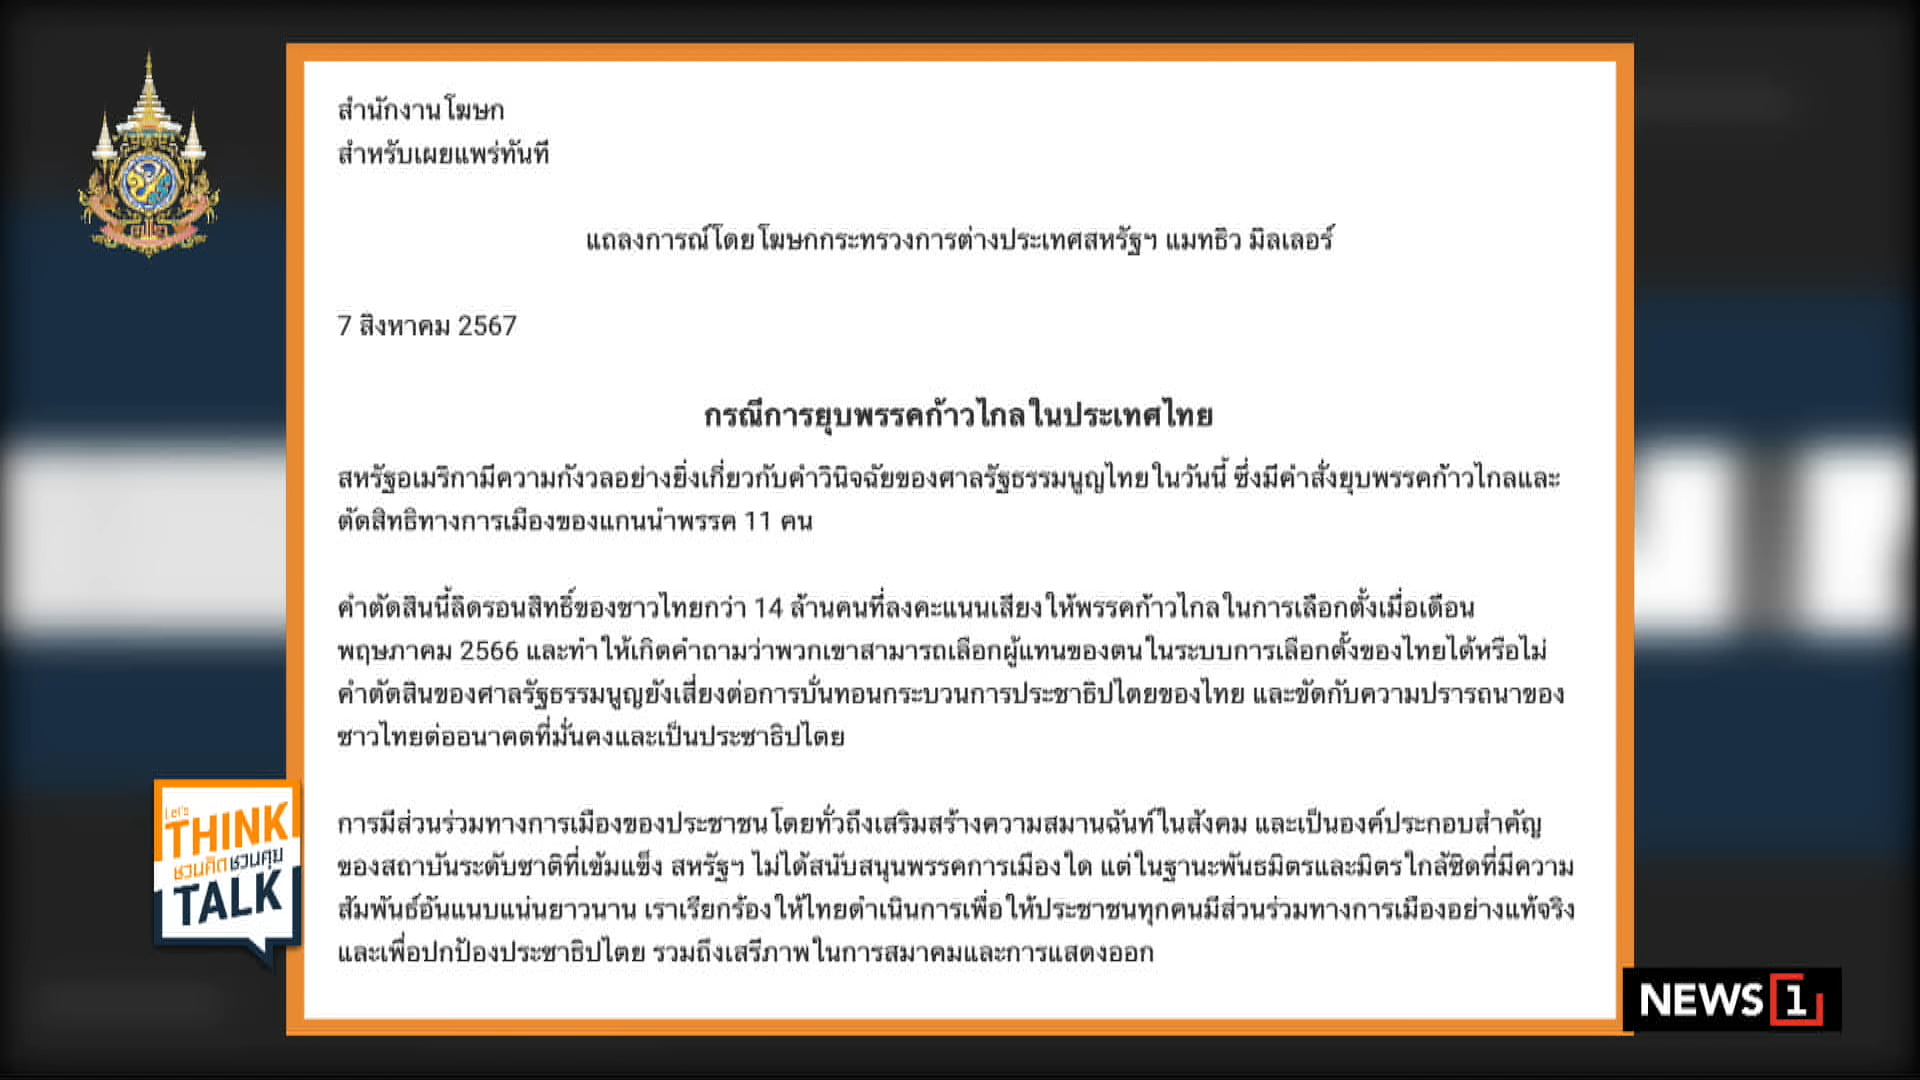 สำนักงานโฆษก
สำหรับเผยแพร่ทันที
แถลงการณ์โดยโฆษกกระทรวงการต่างประเทศสหรัฐฯ แมทธิว มิลเลอร์
7 สิงหาคม 2567
กรณีการยุบพรรคก้าวไกลในประเทศไทย
สหรัฐอเมริกามีความกังวลอย่างยิ่งเกี่ยวกับคำวินิจฉัยของศาลรัฐธรรมนูญไทยในวันนี้ ซึ่งมีคำสั่งยุบพรรคก้าวไกลและ
ตัดสิทธิทางการเมืองของแกนนำพรรค 11 คน
คำตัดสินนี้ลิดรอนสิทธิ์ของชาวไทยกว่า 14 ล้านคนที่ลงคะแนนเสียงให้พรรคก้าวไกลในการเลือกตั้งเมื่อเดือน
พฤษภาคม 2566 และทำให้เกิดคำถามว่าพวกเขาสามารถเลือกผู้แทนของตนในระบบการเลือกตั้งของไทยได้หรือไม่
คำตัดสินของศาลรัฐธรรมนูญยังเสี่ยงต่อการบั่นทอนกระบวนการประชาธิปไตยของไทย และขัดกับความปรารถนาของ
ชาวไทยต่ออนาคตที่มั่นคงและเป็นประชาธิปไตย
การมีส่วนร่วมทางการเมืองของประชาชนโดยทั่วถึงเสริมสร้างความสมานฉันท์ในสังคม และเป็นองค์ประกอบสำคัญ
ของสถาบันระดับชาติที่เข้มแข็ง สหรัฐฯ ไม่ได้สนับสนุนพรรคการเมืองใด แต่ในฐานะพันธมิตรและมิตรใกล้ชิดที่มีความ
สัมพันธ์อันแนบแน่นยาวนาน เราเรียกร้องให้ไทยดำเนินการเพื่อให้ประชาชนทุกคนมีส่วนร่วมทางการเมืองอย่างแท้จริง
และเพื่อปกป้องประชาธิปไตย รวมถึงเสรีภาพในการสมาคมและการแสดงออก
Let's
THINK
ชวนคิด ชวนคุย
TALK
NEWS 1